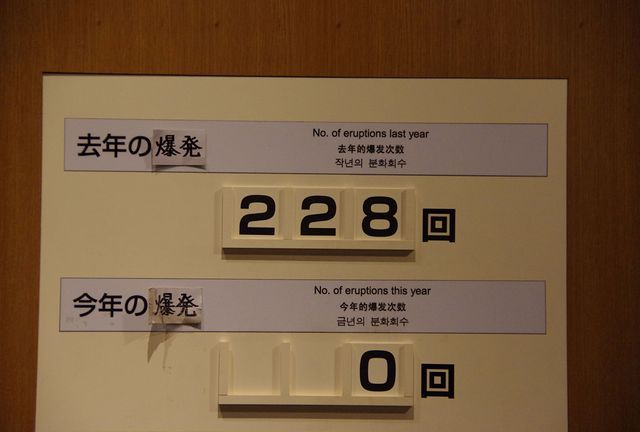 去年の爆発
No. of eruptions last year
去年的爆发次数
작년의 분화회수
228回
今年の爆発
No. of eruptions this year
今年的爆发次数
금년의 분화회수
0回